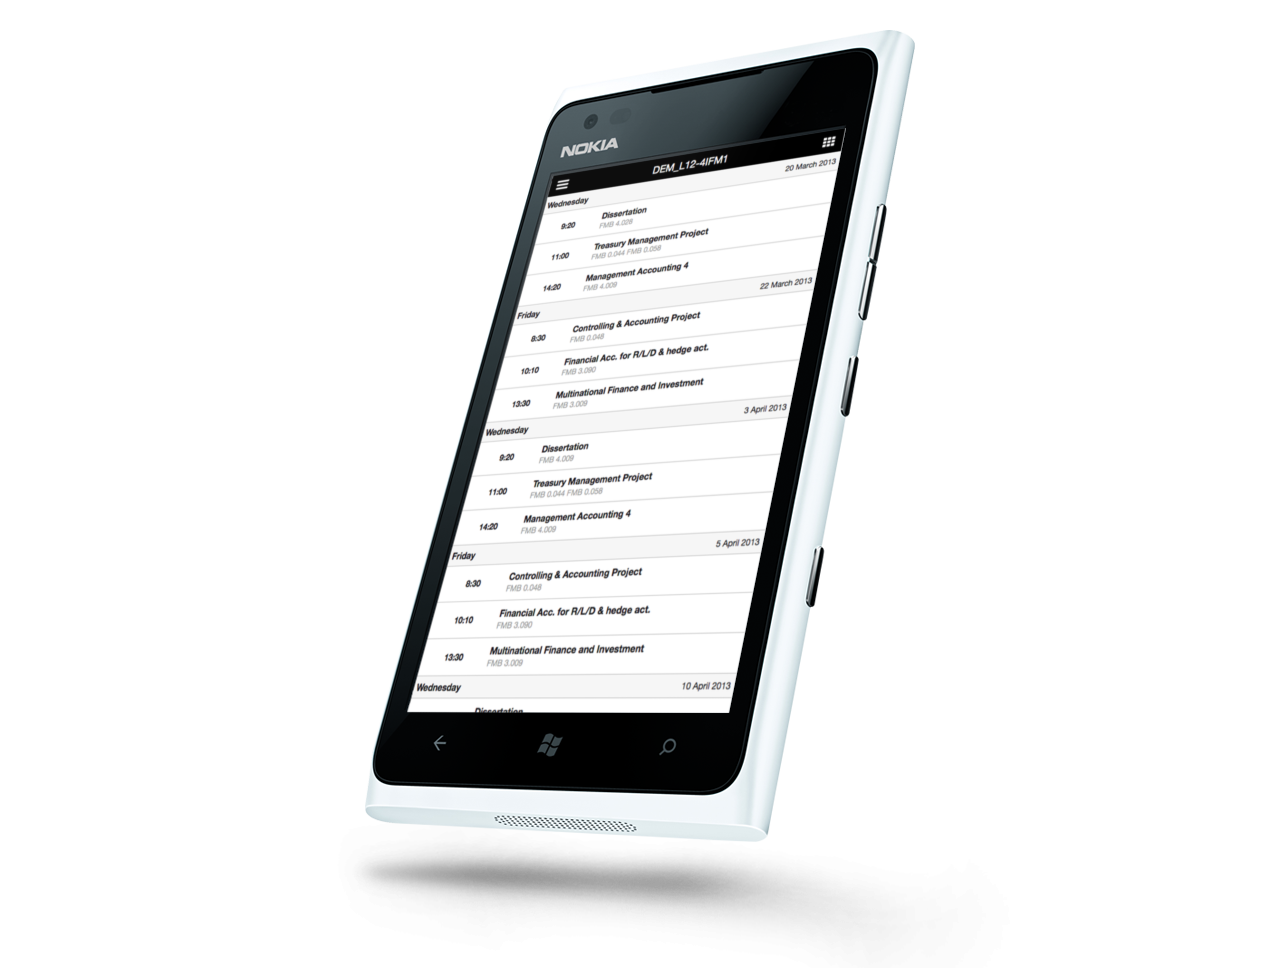 NOKIA
DEM_L12-4IFM1
Wednesday 20 March 2013
9:20 Dissertation
FMB 4.028
11:00 Treasury Management Project
FMB 0.044 FMB 0.058
14:20 Management Accounting 4
FMB 4.009
Friday 22 March 2013
8:30 Controlling & Accounting Project
FMB 0.048
10:10 Financial Acc. for R/L/D & hedge act.
FMB 3.090
13:30 Multinational Finance and Investment
FMB 3.009
Wednesday 3 April 2013
9:20 Dissertation
FMB 4.009
11:00 Treasury Management Project
FMB 0.044 FMB 0.058
14:20 Management Accounting 4
FMB 4.009
Friday 5 April 2013
8:30 Controlling & Accounting Project
FMB 0.048
10:10 Financial Acc. for R/L/D & hedge act.
FMB 3.090
13:30 Multinational Finance and Investment
FMB 3.009
Wednesday 10 April 2013
Dissertation